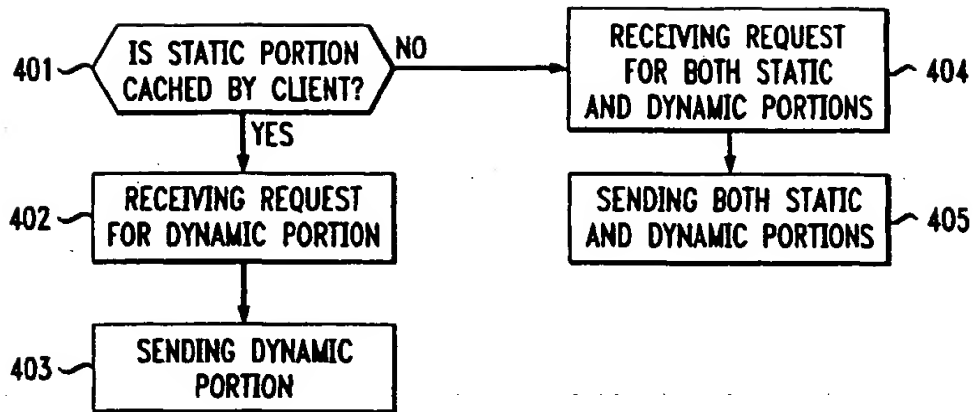 401
IS STATIC PORTION
CACHED BY CLIENT?
NO
YES
RECEIVING REQUEST
FOR BOTH STATIC
AND DYNAMIC PORTIONS
404
402
RECEIVING REQUEST
FOR DYNAMIC PORTION
SENDING BOTH STATIC
AND DYNAMIC PORTIONS
405
403
SENDING DYNAMIC
PORTION